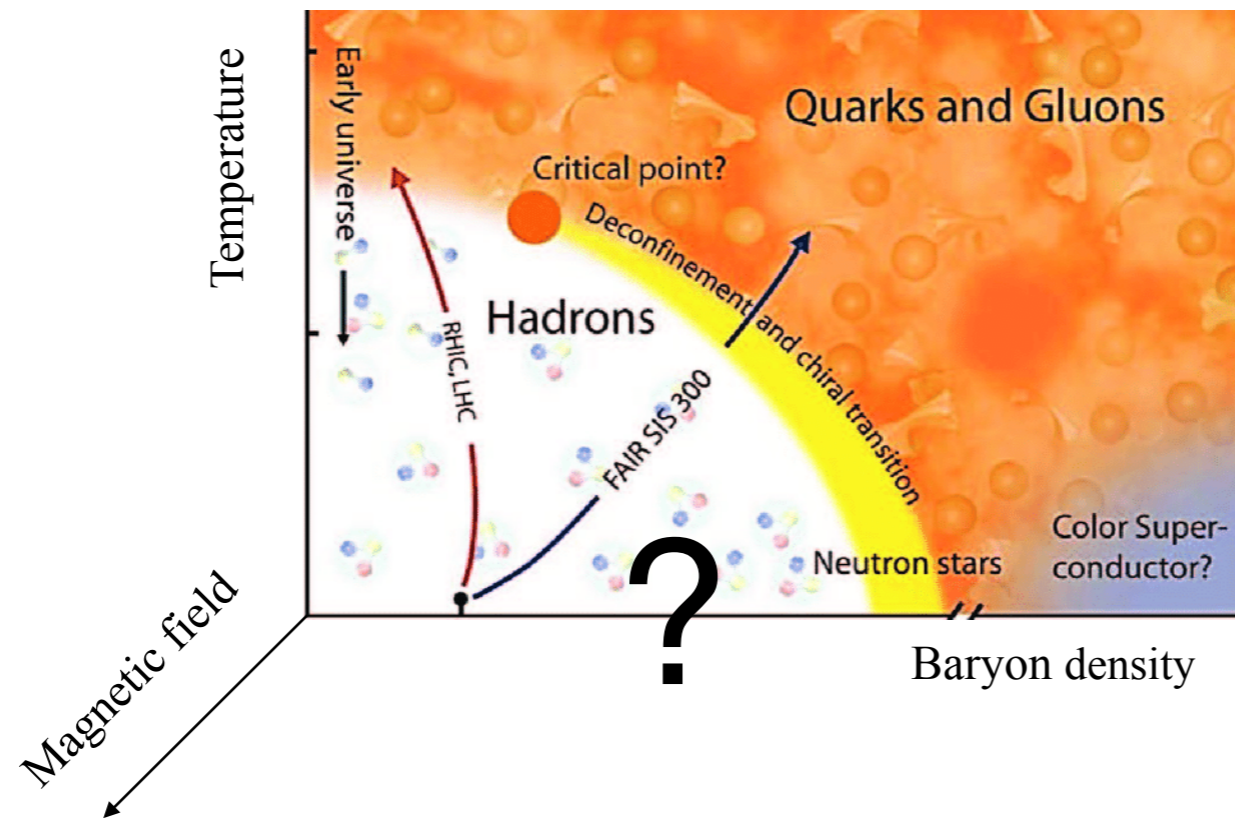 Temperature
Early universe
Quarks and Gluons
Critical point?
Deconfinement and chiral transition
Hadrons
RHIC, LHC
FAIR SIS 300
Neutron stars
Color Super-
conductor?
?
Baryon density
Magnetic field